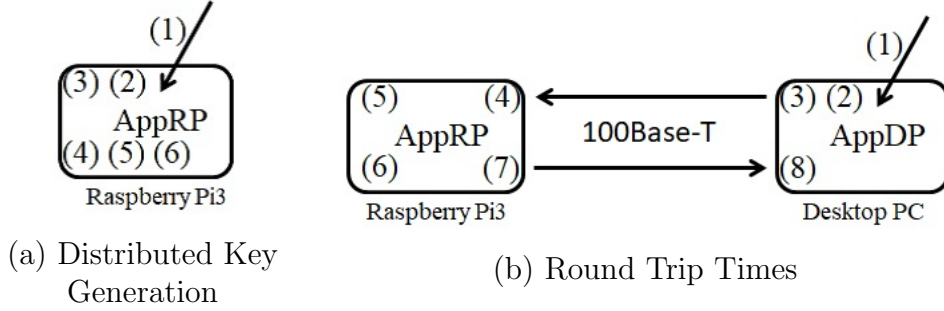 (1)
(3) (2)
AppRP
(4) (5) (6)
Raspberry Pi3
(a) Distributed Key
Generation
(1)
(5) (4)
AppRP
(6) (7)
Raspberry Pi3
100Base-T
(3) (2)
AppDP
(8)
Desktop PC
(b) Round Trip Times